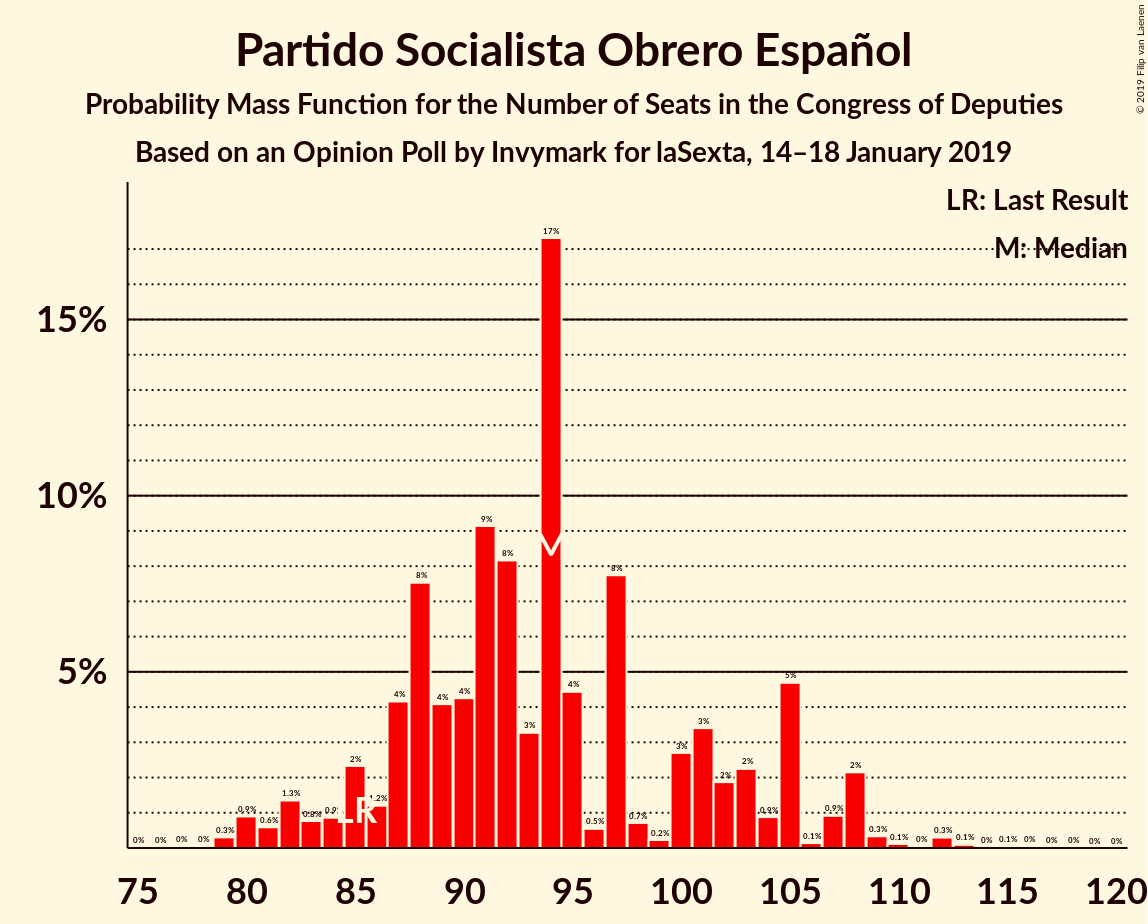 Partido Socialista Obrero Español
Probability Mass Function for the Number of Seats in the Congress of Deputies
Based on an Opinion Poll by Invymark for laSexta, 14–18 January 2019
© 2019 Filip van Laenen
LR: Last Result
M: Median
15%
10%
5%
0% 0% 0% 0% 0.3% 0.9% 0.6% 1.3% 0.8% 0.9% 2% 1.2% 4% 8% 4% 4% 9% 8% 3% 17% 4% 0.5% 8% 0.7% 0.2% 3% 3% 2% 2% 0.9% 5% 0.1% 0.9% 2% 0.3% 0.1% 0% 0.3% 0.1% 0% 0.1% 0% 0% 0% 0% 0%
LR
M
75 80 85 90 95 100 105 110 115 120